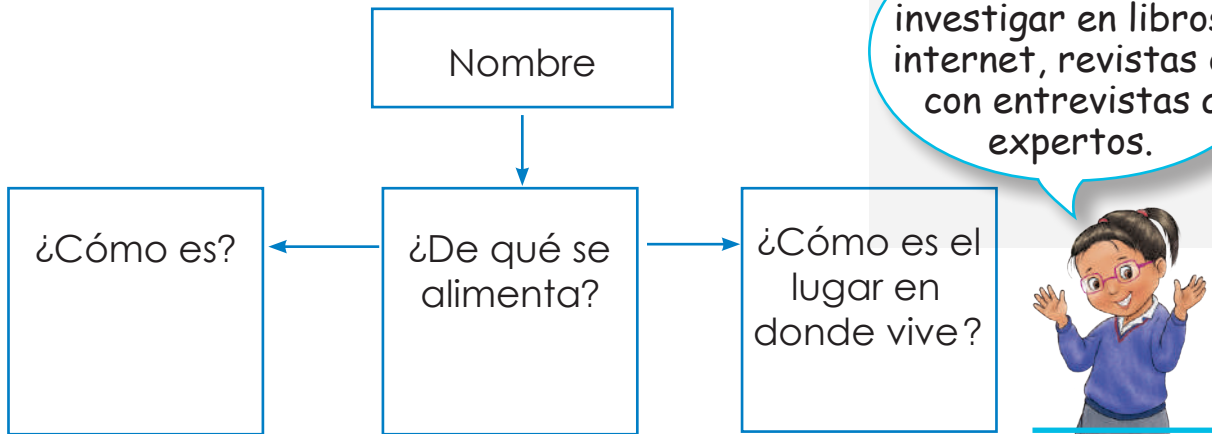 Nombre
¿Cómo es?
¿De qué se
alimenta?
¿Cómo es el
lugar en
donde vive?
investigar en libros
internet, revistas
con entrevistas
expertos.